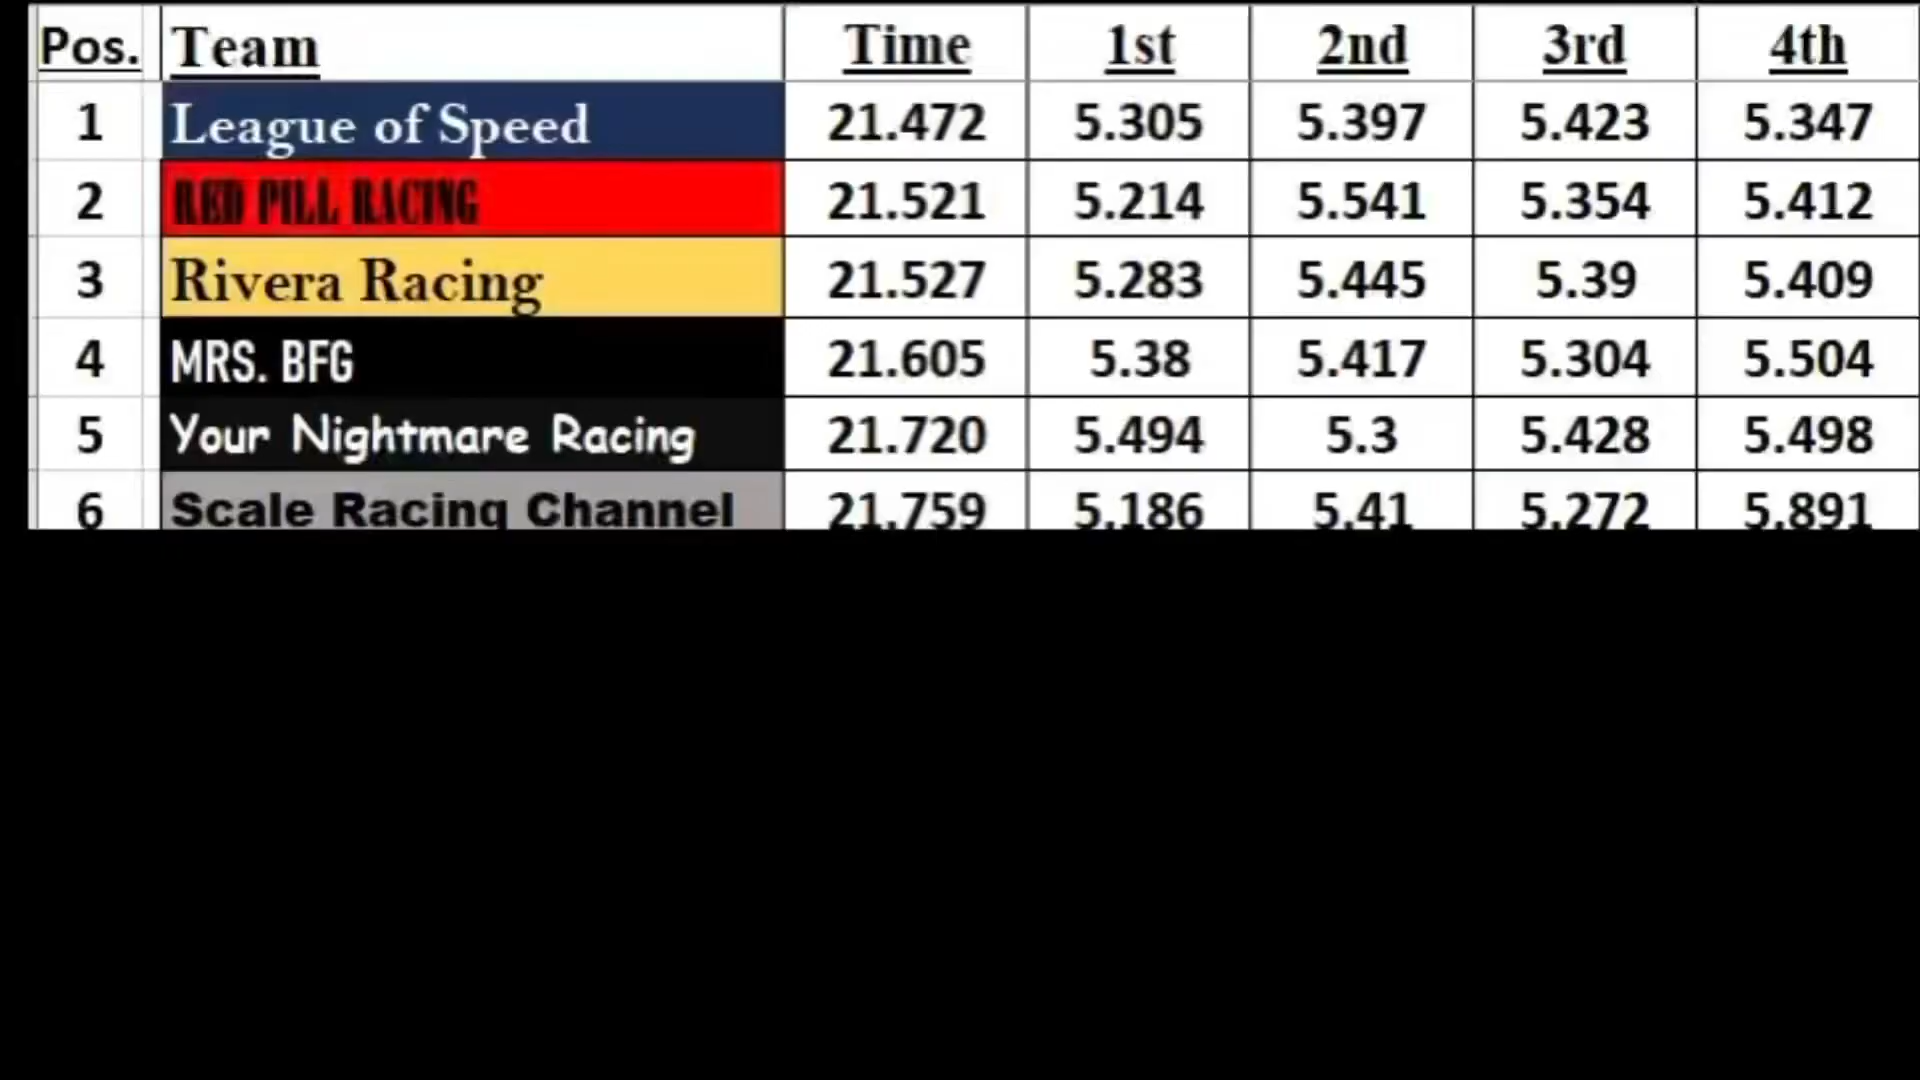 Pos. Team Time 1st 2nd 3rd 4th
1 League of Speed 21.472 5.305 5.397 5.423 5.347
2 RED PILL RACING 21.521 5.214 5.541 5.354 5.412
3 Rivera Racing 21.527 5.283 5.445 5.39 5.409
4 MRS. BFG 21.605 5.38 5.417 5.304 5.504
5 Your Nightmare Racing 21.720 5.494 5.3 5.428 5.498
6 Scale Racing Channel 21.759 5.186 5.41 5.272 5.891